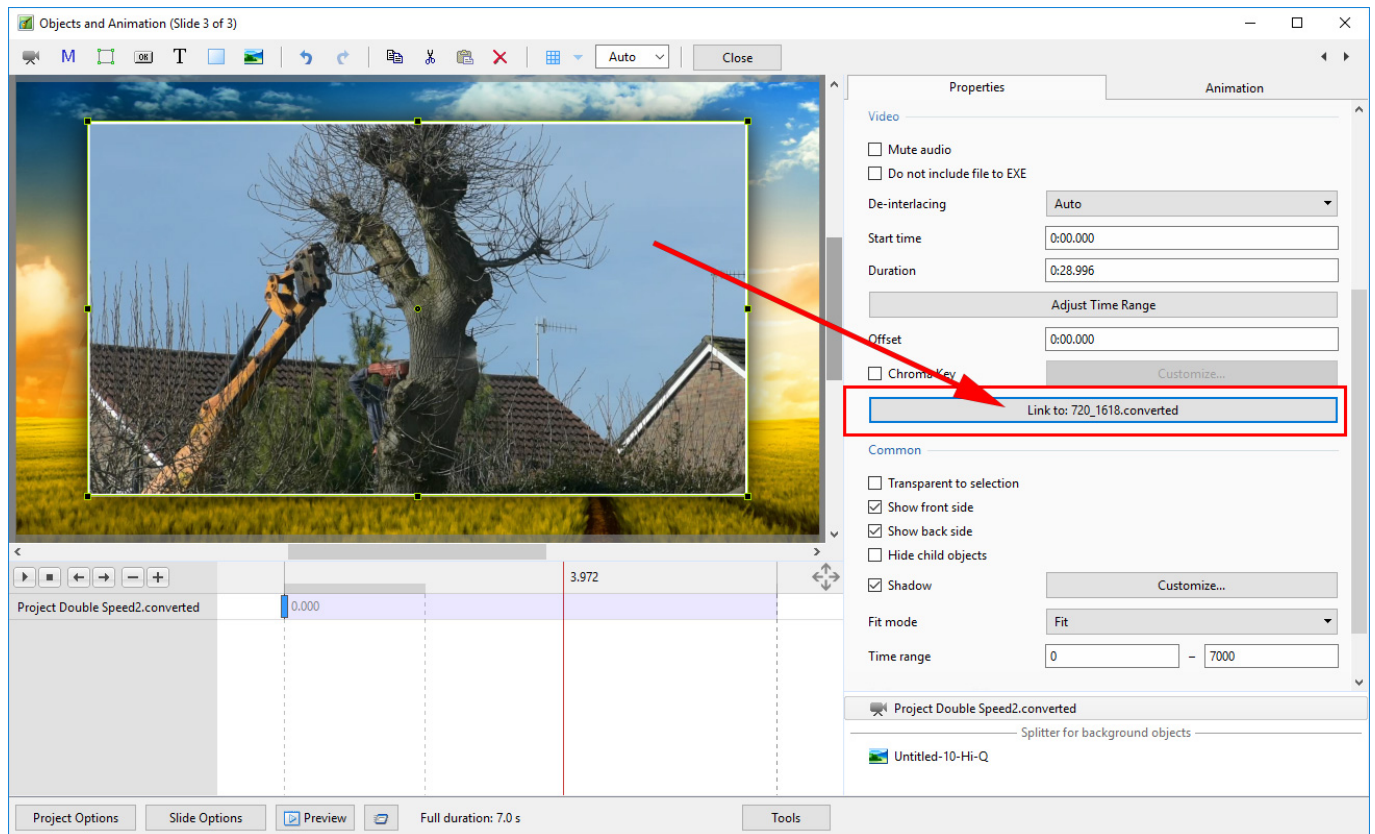 Objects and Animation (Slide 3 of 3)
M OK T Auto Close
Properties Animation
Video
Mute audio
Do not include file to EXE
De-interlacing Auto
Start time 0:00.000
Duration 0:28.996
Adjust Time Range
Offset 0:00.000
Chroma Key Customize...
Link to: 720_1618.converted
Common
Transparent to selection
Show front side
Show back side
Hide child objects
Shadow Customize...
Fit mode Fit
Time range 0 – 7000
3.972
Project Double Speed2.converted 0.000
Project Double Speed2.converted
Splitter for background objects
Untitled-10-Hi-Q
Project Options Slide Options Preview Full duration: 7.0 s Tools